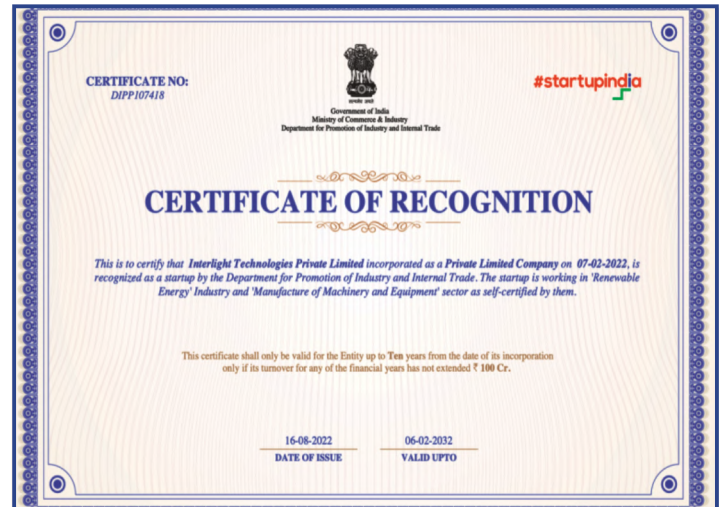 CERTIFICATE NO:
DIPP107418
#startupindia
सत्यमेव जयते
Government of India
Ministry of Commerce & Industry
Department for Promotion of Industry and Internal Trade
CERTIFICATE OF RECOGNITION
This is to certify that Interlight Technologies Private Limited incorporated as a Private Limited Company on 07-02-2022, is
recognized as a startup by the Department for Promotion of Industry and Internal Trade. The startup is working in 'Renewable
Energy' Industry and 'Manufacture of Machinery and Equipment' sector as self-certified by them.
This certificate shall only be valid for the Entity up to Ten years from the date of its incorporation
only if its turnover for any of the financial years has not extended ₹ 100 Cr.
16-08-2022
DATE OF ISSUE
06-02-2032
VALID UPTO